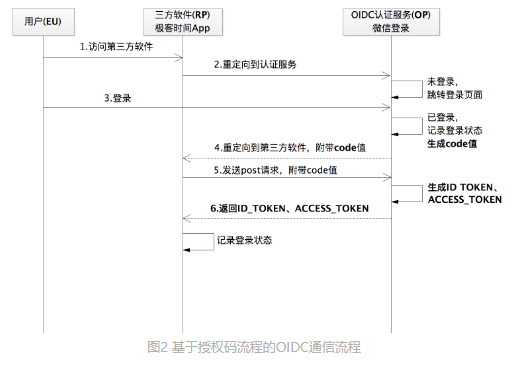 用户(EU)
三方软件(RP)
极客时间App
OIDC认证服务(OP)
微信登录
1.访问第三方软件
2.重定向到认证服务
未登录，
跳转登录页面
3.登录
已登录，
记录登录状态
生成code值
4.重定向到第三方软件，附带code值
5.发送post请求，附带code值
生成ID TOKEN、
ACCESS_TOKEN
6.返回ID_TOKEN、ACCESS_TOKEN
记录登录状态
图2 基于授权码流程的OIDC通信流程